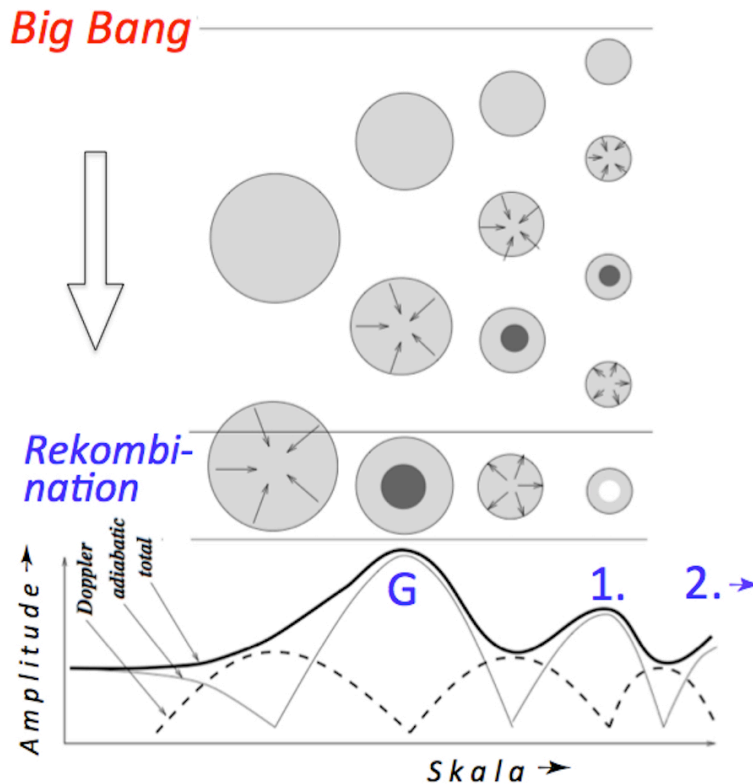 Big Bang
Rekombi-
nation
Doppler
adiabatic
total
G
1.
2.
Amplitude
Skala